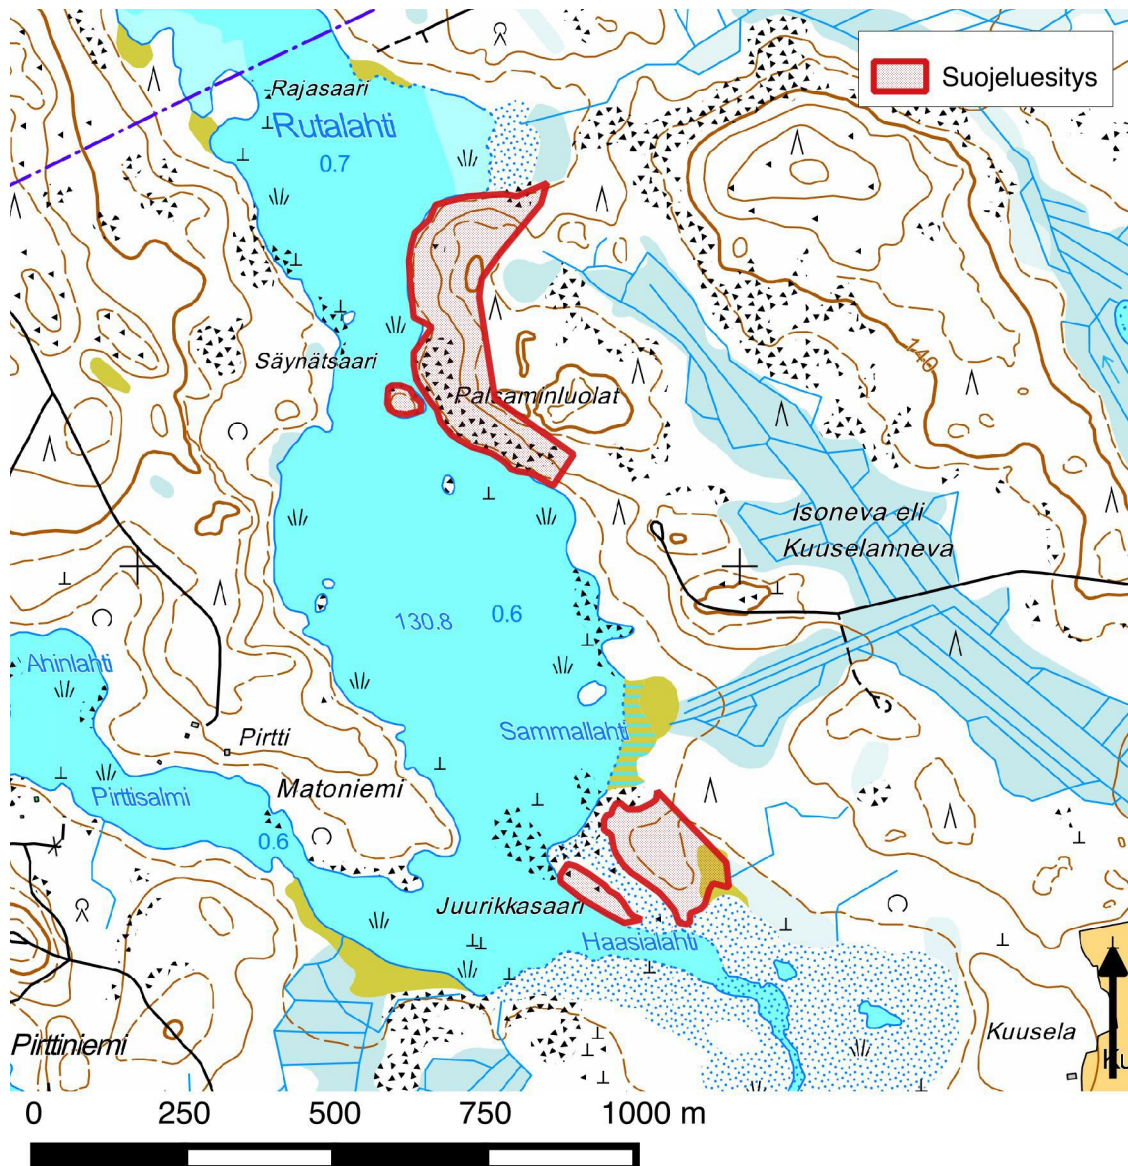 Suojeluesitys
Rajasaari
Rutalahti
0.7
140
Säynätsaari
Palsaminluolat
Isoneva eli
Kuuselanneva
130.8
0.6
Ahinlahti
Sammallahti
Pirtti
Matoniemi
Pirttisalmi
0.6
Juurikkasaari
Haasialahti
Pirttiniemi
Kuusela
Ku
0 250 500 750 1000 m